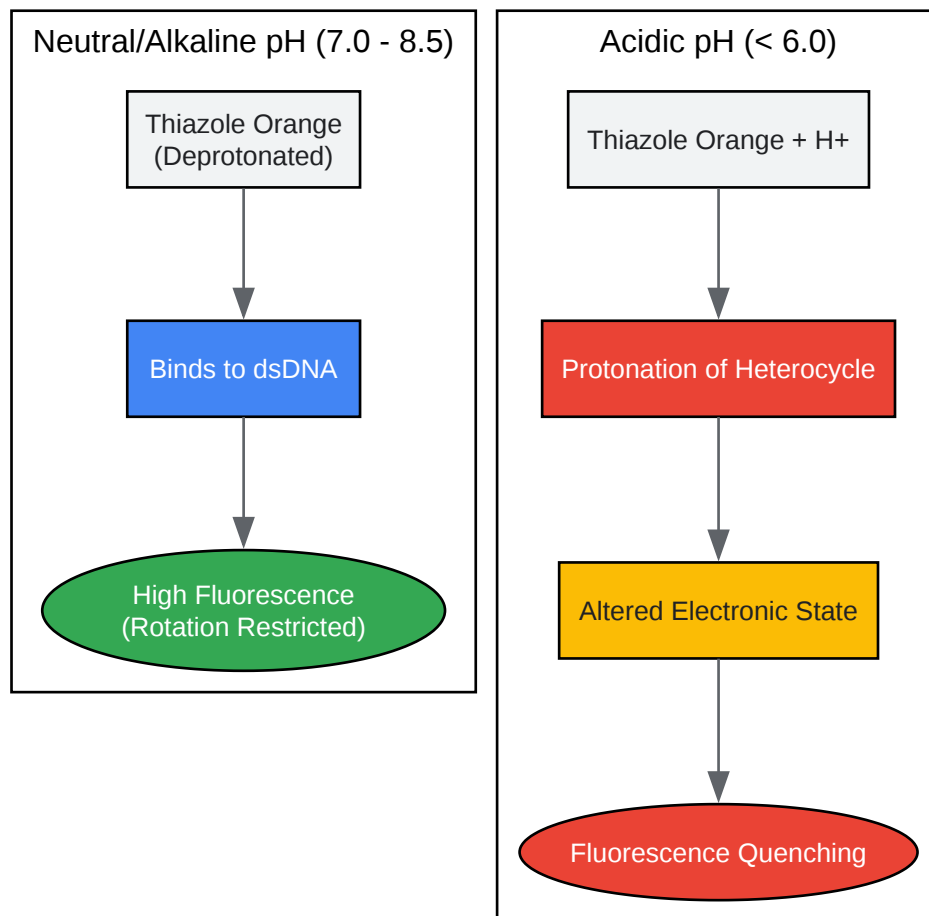 Neutral/Alkaline pH (7.0 - 8.5)
Thiazole Orange
(Deprotonated)
Binds to dsDNA
High Fluorescence
(Rotation Restricted)
Acidic pH (< 6.0)
Thiazole Orange + H+
Protonation of Heterocycle
Altered Electronic State
Fluorescence Quenching